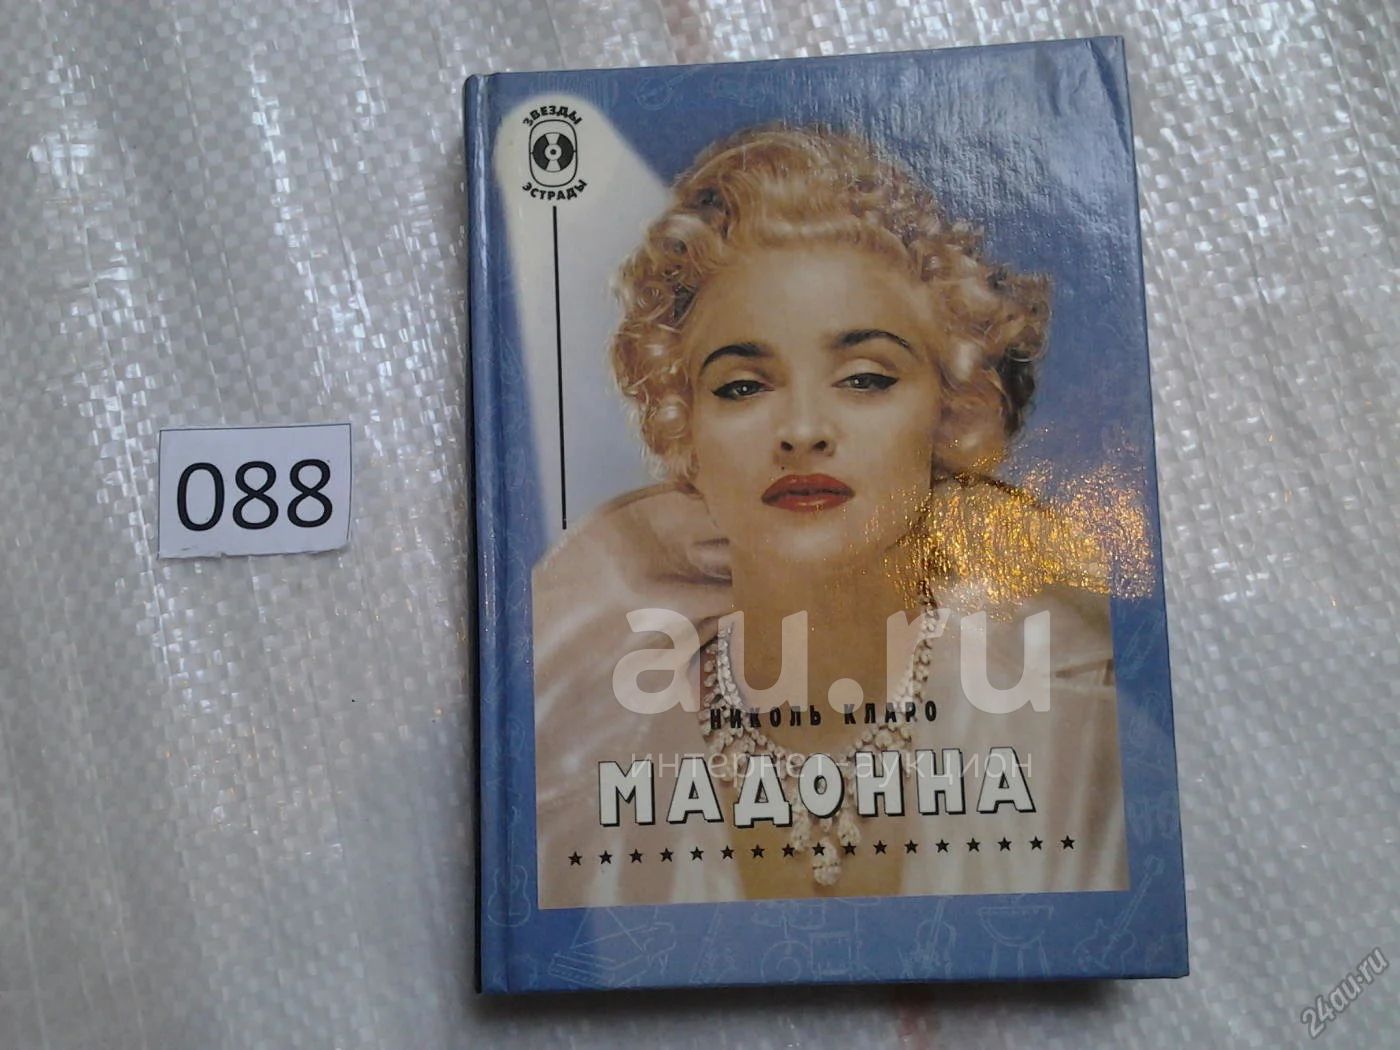 ЗВЕЗДЫ
ЭСТРАДЫ
088
au.ru
НИКОЛЬ КЛАРО
интернет-аукцион
МАДОННА
24au.ru